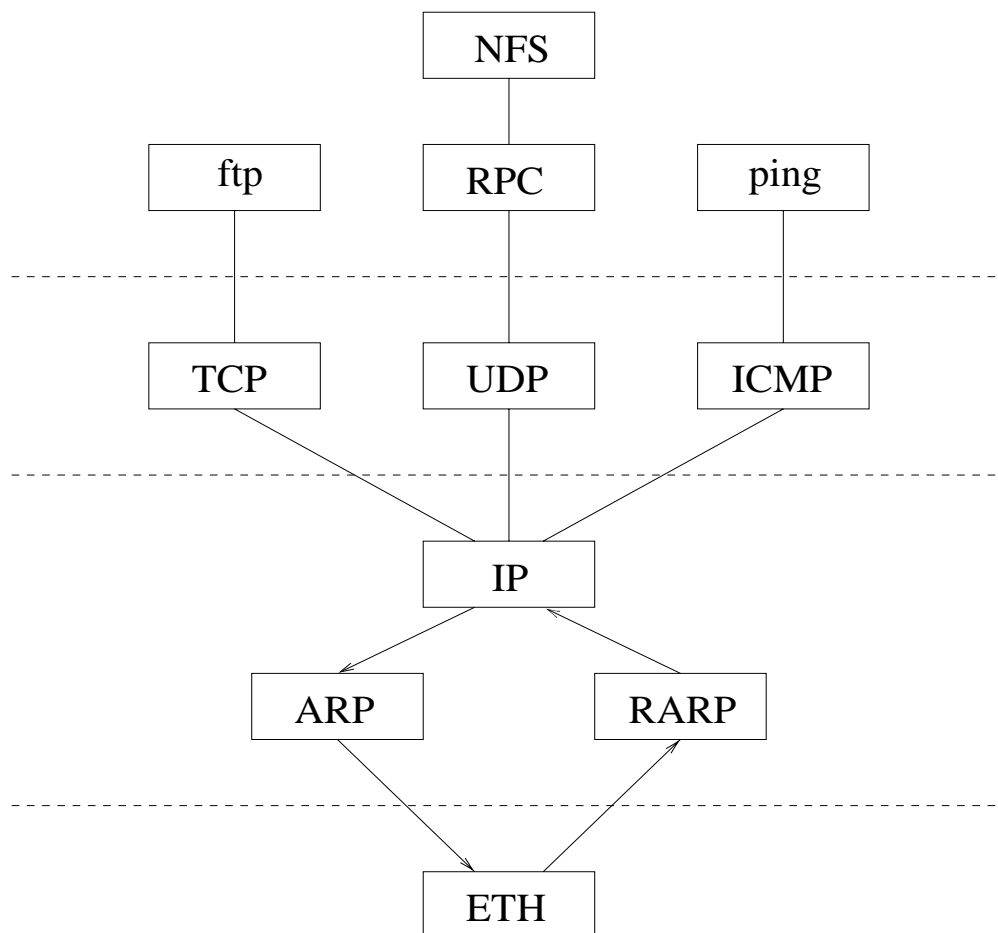 NFS
ftp
RPC
ping
TCP
UDP
ICMP
IP
ARP
RARP
ETH